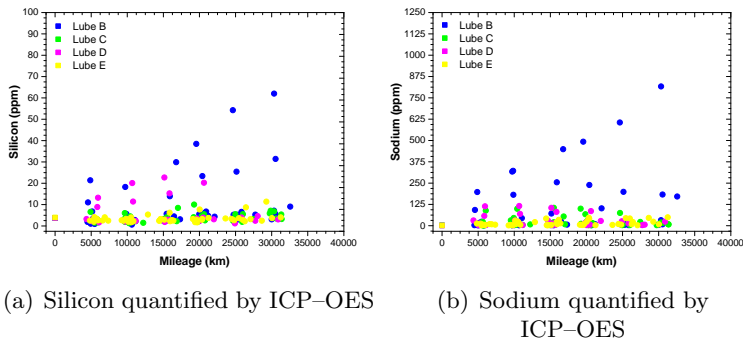 100
90
80
70
60
50
40
30
20
10
0
Silicon (ppm)
Lube B
Lube C
Lube D
Lube E
0 5000 10000 15000 20000 25000 30000 35000 40000
Mileage (km)
(a) Silicon quantified by ICP–OES
1250
1125
1000
875
750
625
500
375
250
125
0
Sodium (ppm)
Lube B
Lube C
Lube D
Lube E
0 5000 10000 15000 20000 25000 30000 35000 40000
Mileage (km)
(b) Sodium quantified by
ICP–OES